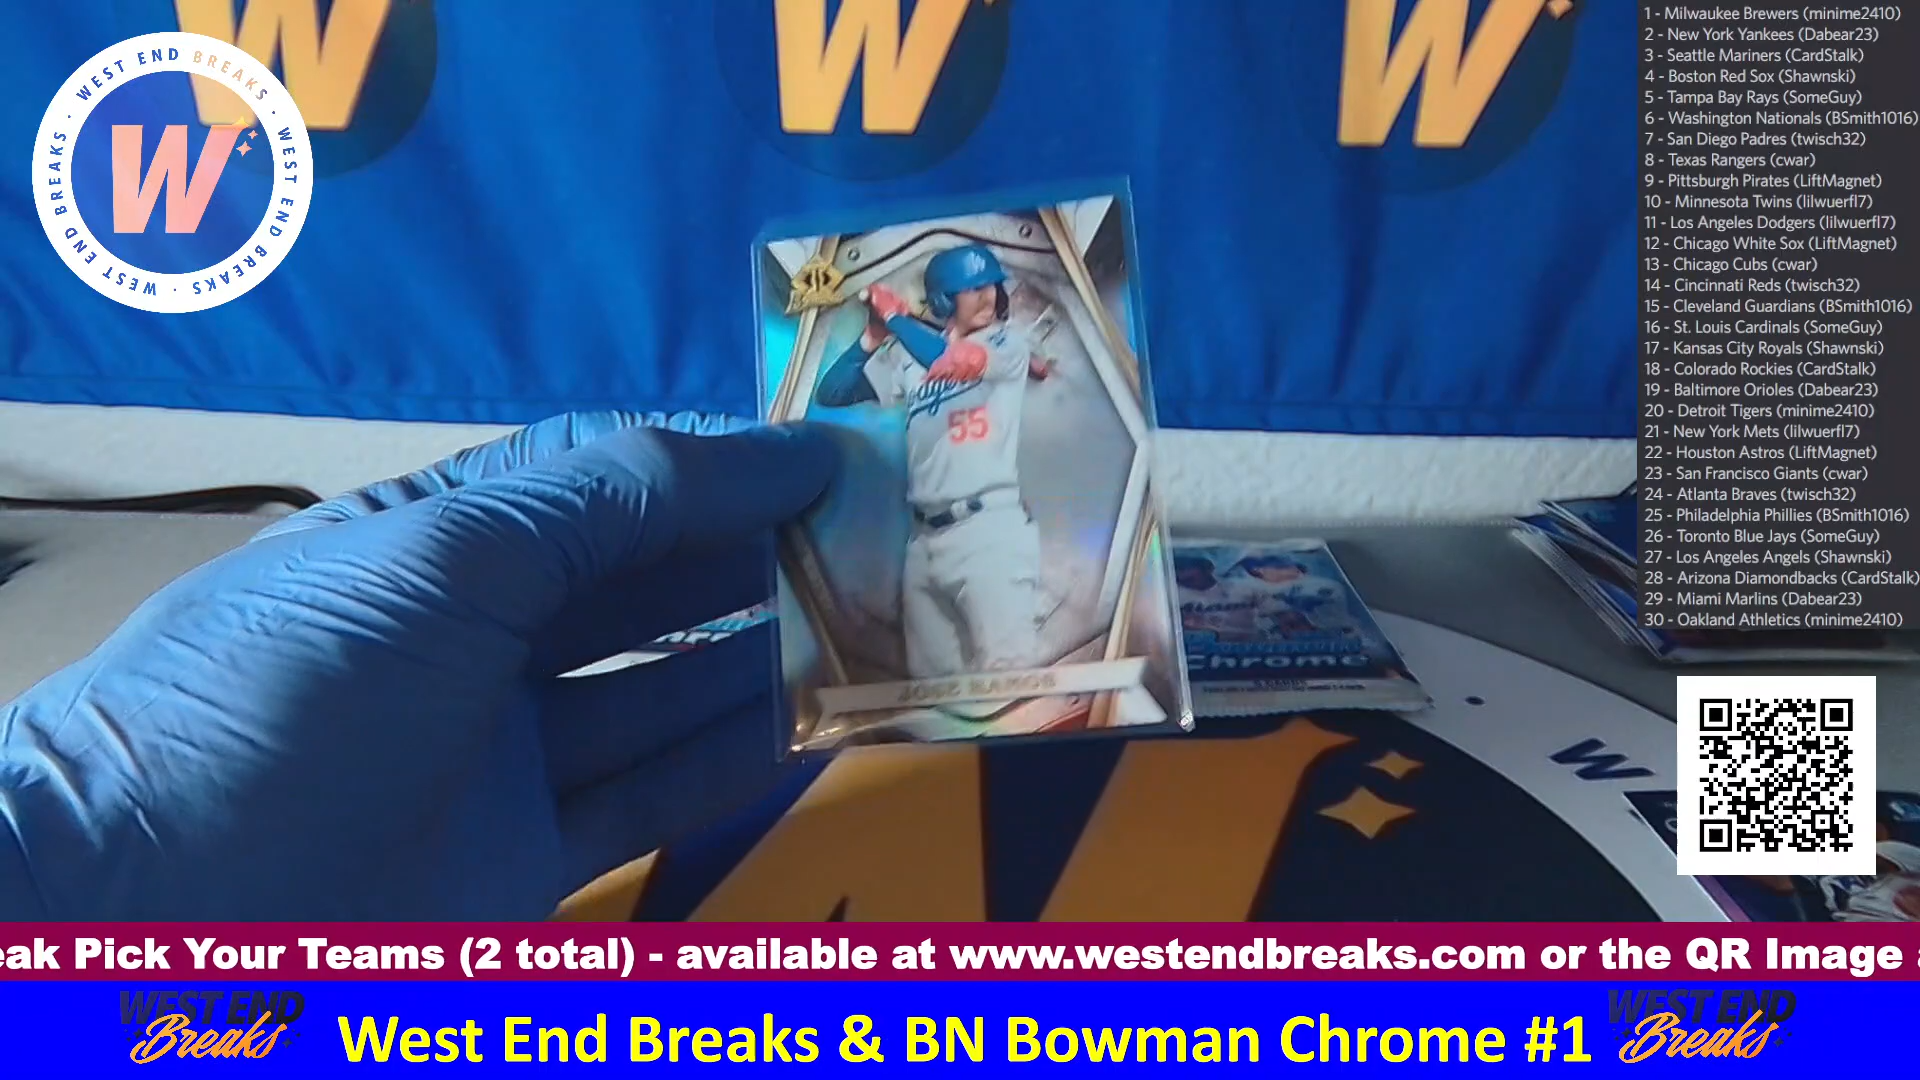 WEST END BREAKS · WEST END BREAKS · WEST END BREAKS ·
W
1 - Milwaukee Brewers (minime2410)
2 - New York Yankees (Dabear23)
3 - Seattle Mariners (CardStalk)
4 - Boston Red Sox (Shawnski)
5 - Tampa Bay Rays (SomeGuy)
6 - Washington Nationals (BSmith1016)
7 - San Diego Padres (twisch32)
8 - Texas Rangers (cwar)
9 - Pittsburgh Pirates (LiftMagnet)
10 - Minnesota Twins (lilwuerfl7)
11 - Los Angeles Dodgers (lilwuerfl7)
12 - Chicago White Sox (LiftMagnet)
13 - Chicago Cubs (cwar)
14 - Cincinnati Reds (twisch32)
15 - Cleveland Guardians (BSmith1016)
16 - St. Louis Cardinals (SomeGuy)
17 - Kansas City Royals (Shawnski)
18 - Colorado Rockies (CardStalk)
19 - Baltimore Orioles (Dabear23)
20 - Detroit Tigers (minime2410)
21 - New York Mets (lilwuerfl7)
22 - Houston Astros (LiftMagnet)
23 - San Francisco Giants (cwar)
24 - Atlanta Braves (twisch32)
25 - Philadelphia Phillies (BSmith1016)
26 - Toronto Blue Jays (SomeGuy)
27 - Los Angeles Angels (Shawnski)
28 - Arizona Diamondbacks (CardStalk)
29 - Miami Marlins (Dabear23)
30 - Oakland Athletics (minime2410)
W W W
55
JOSE RAMOS
Chrome
W
eak Pick Your Teams (2 total) - available at www.westendbreaks.com or the QR Image a
WEST END
Breaks
West End Breaks & BN Bowman Chrome #1
WEST END
Breaks